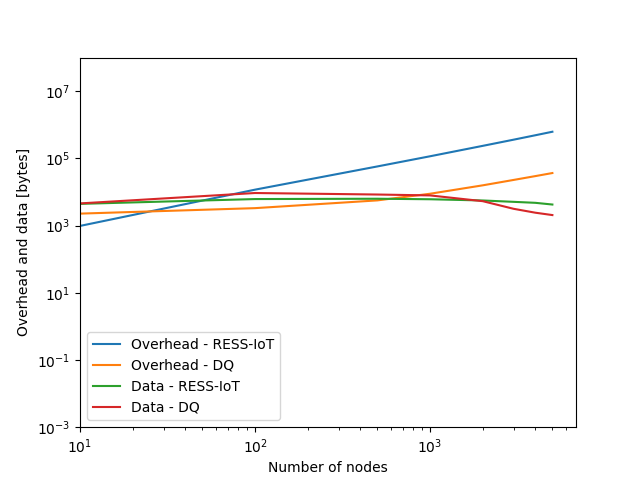 Overhead and data [bytes]
10^7
10^5
10^3
10^1
10^-1
10^-3
Overhead - RESS-IoT
Overhead - DQ
Data - RESS-IoT
Data - DQ
10^1 10^2 10^3
Number of nodes